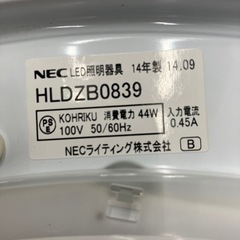 NEC LED照明器具 14年製 14.09
HLDZB0839
PS E KOHRIKU 消費電力 44W 入力電流
100V 50/60Hz 0.45A
NECライティング株式会社 B